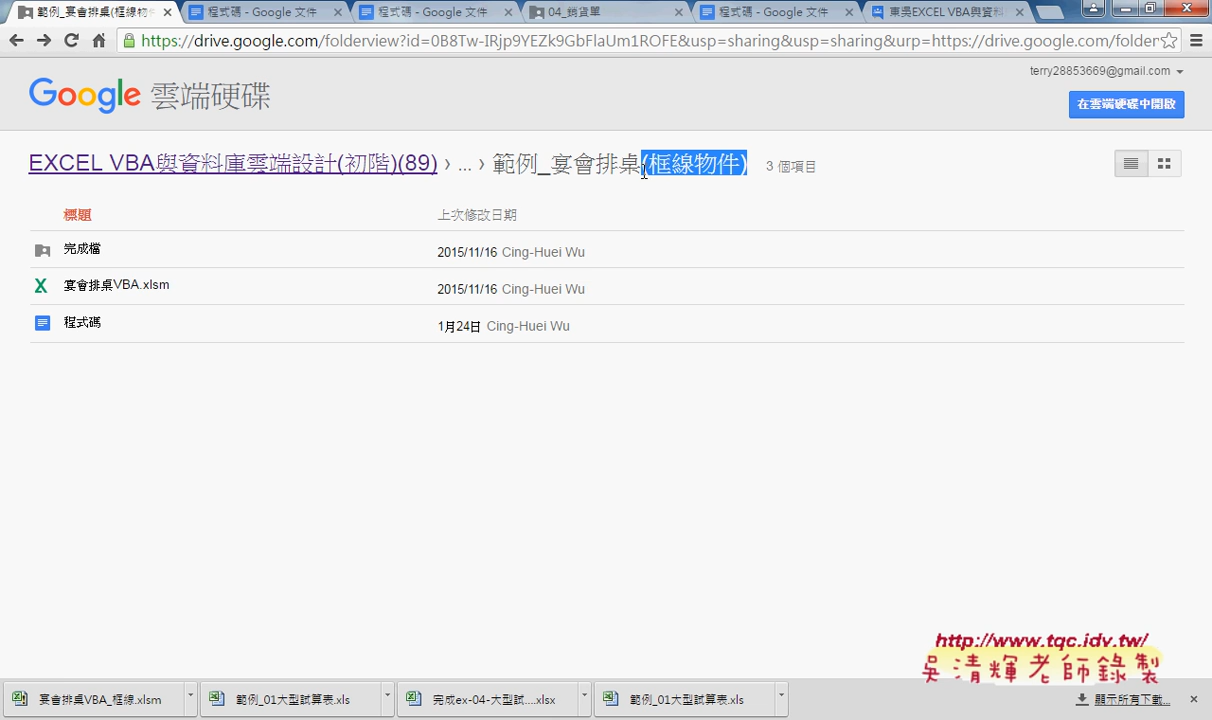 範例_宴會排桌(框線物件
程式碼 - Google 文件
程式碼 - Google 文件
04_銷貨單
程式碼 - Google 文件
東吳EXCEL VBA與資料
https://drive.google.com/folderview?id=0B8Tw-IRjp9YEZk9GbFlaUm1ROFE&usp=sharing&usp=sharing&urp=https://drive.google.com/folder
terry28853669@gmail.com
Google 雲端硬碟
在雲端硬碟中開啟
EXCEL VBA與資料庫雲端設計(初階)(89) › ... › 範例_宴會排桌(框線物件) 3 個項目
標題 上次修改日期
完成檔 2015/11/16 Cing-Huei Wu
宴會排桌VBA.xlsm 2015/11/16 Cing-Huei Wu
程式碼 1月24日 Cing-Huei Wu
http://www.tqc.idv.tw/
吳清輝老師錄製
宴會排桌VBA_框線.xlsm
範例_01大型試算表.xls
完成ex-04-大型試....xlsx
範例_01大型試算表.xls
顯示所有下載...